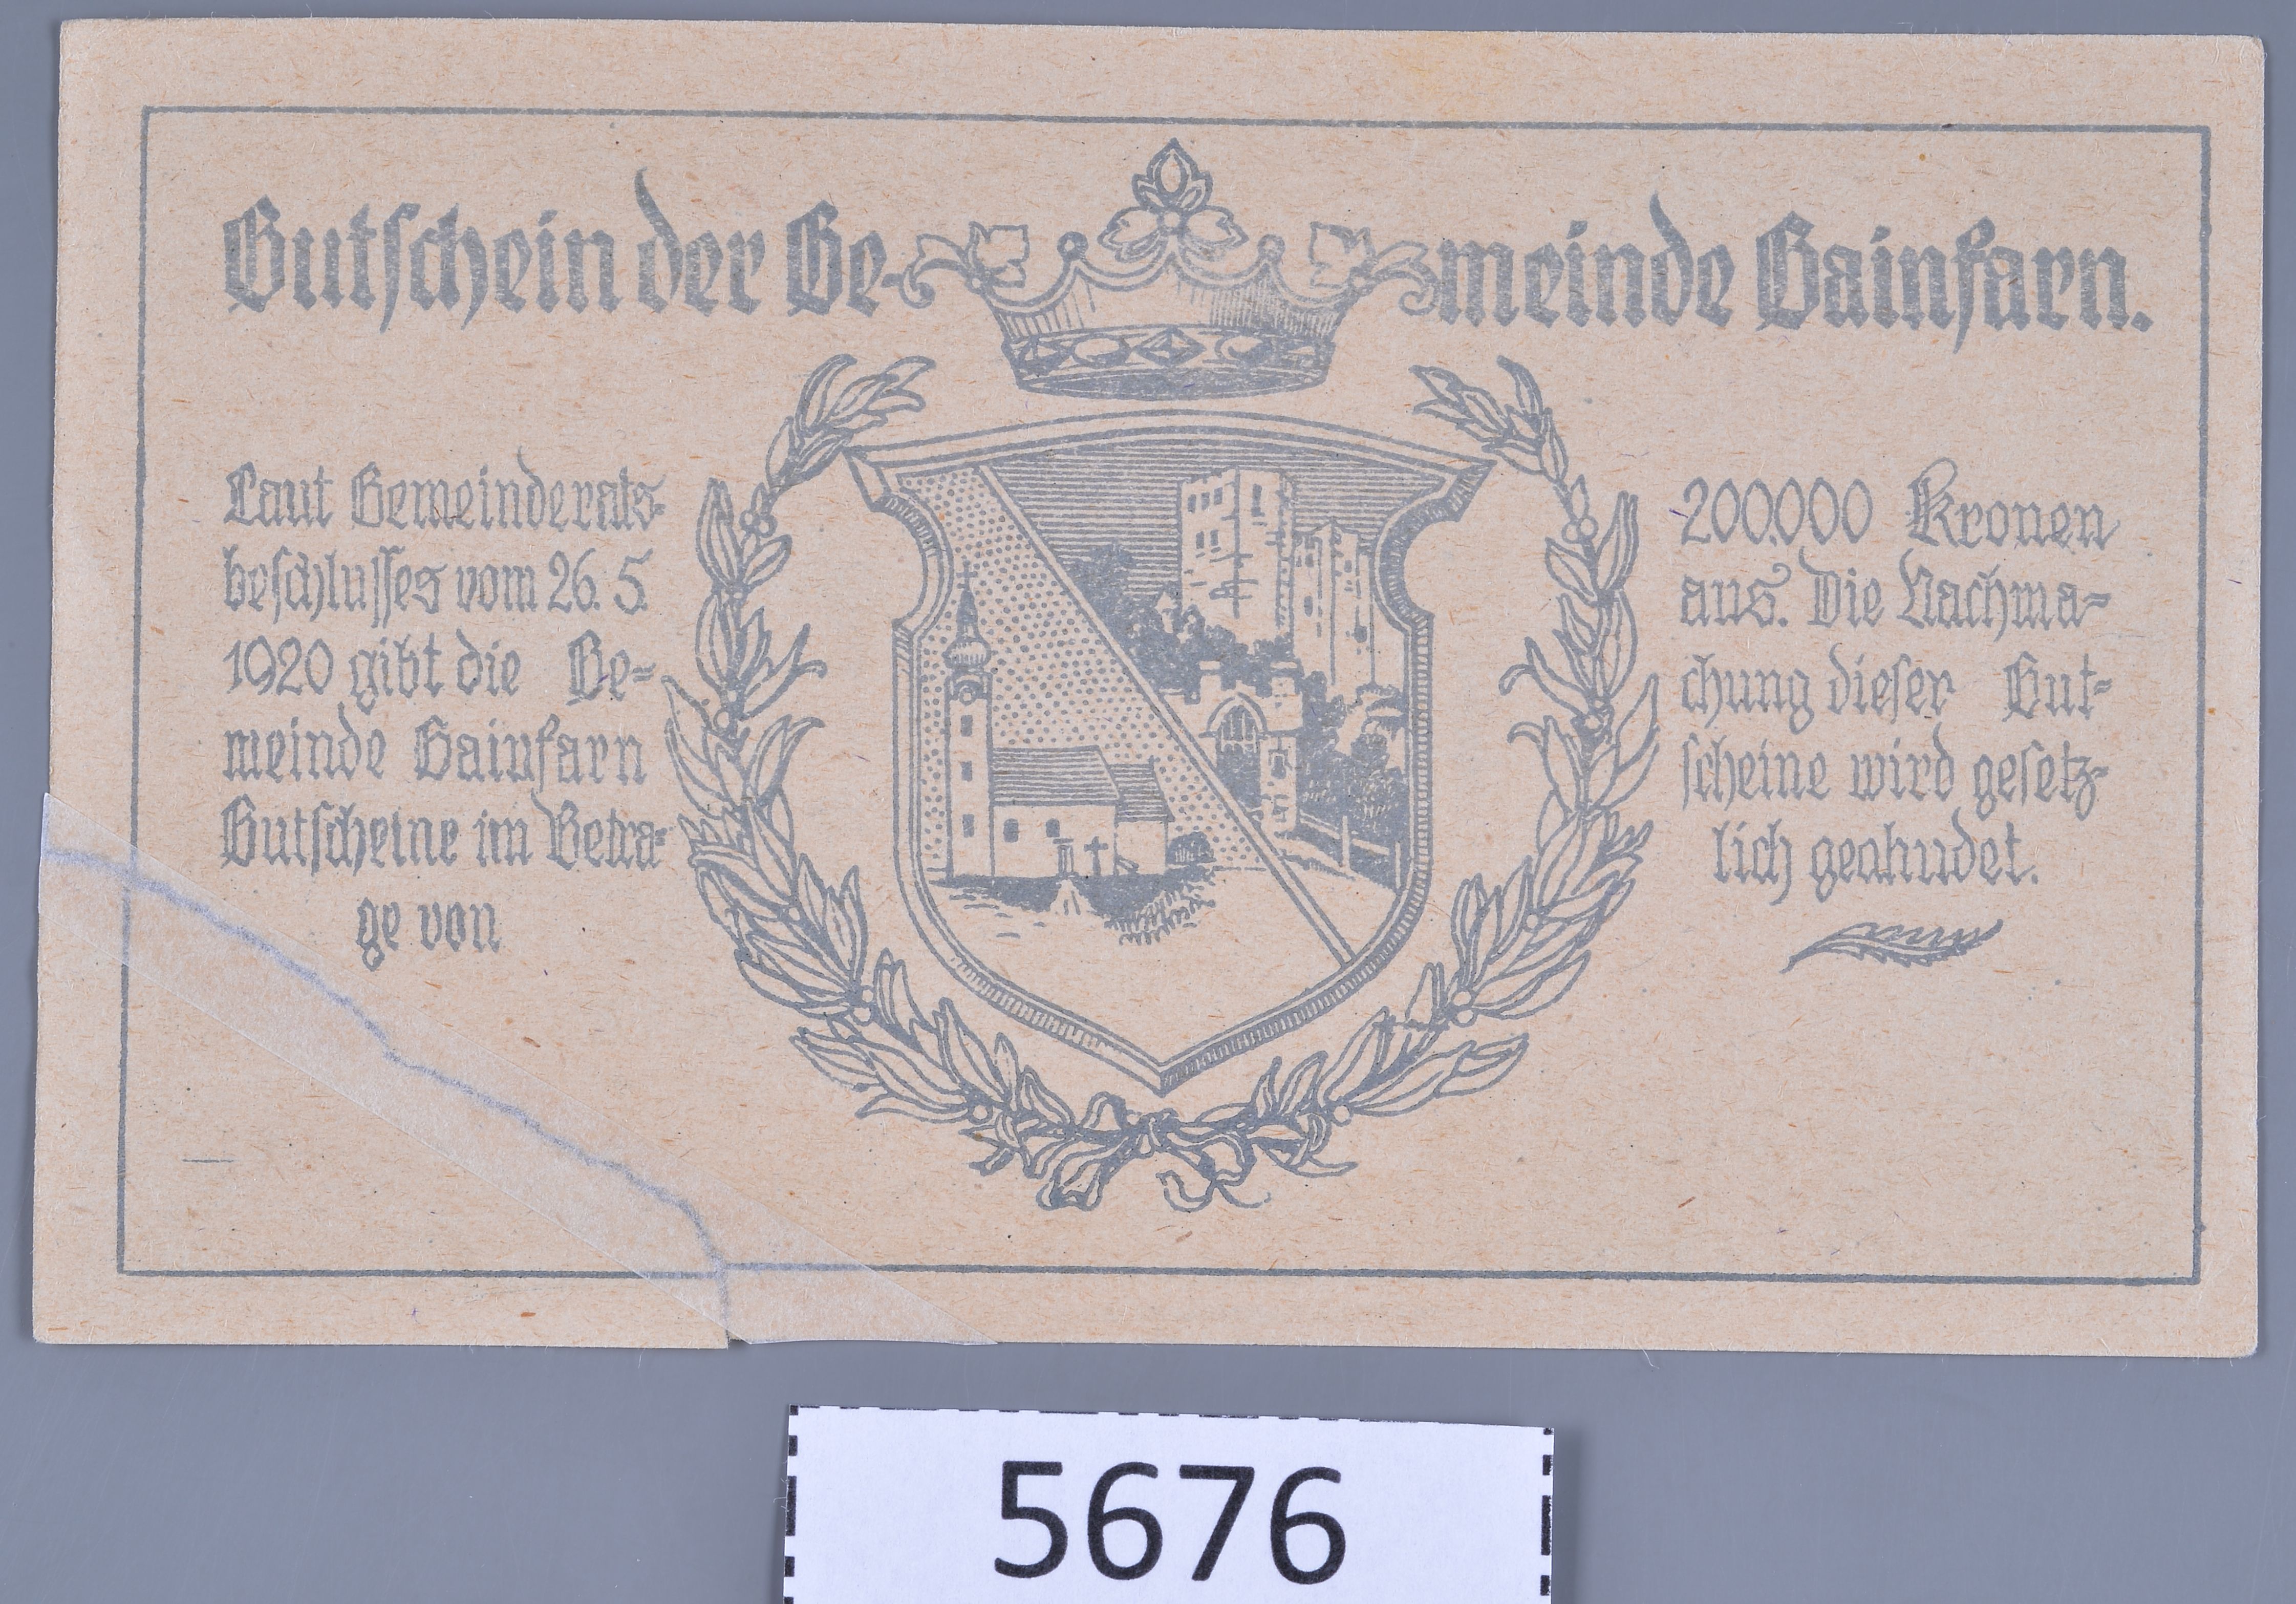 Gutschein der Ge-meinde Gainfarn.
Laut Gemeinderats-
beschlusses vom 26. 5.
1920 gibt die Ge-
meinde Gainfarn
Gutscheine im Betra-
ge von
200.000 Kronen
aus. Die Nachma-
chung dieser Gut-
scheine wird gesetz-
lich geahndet.
5676